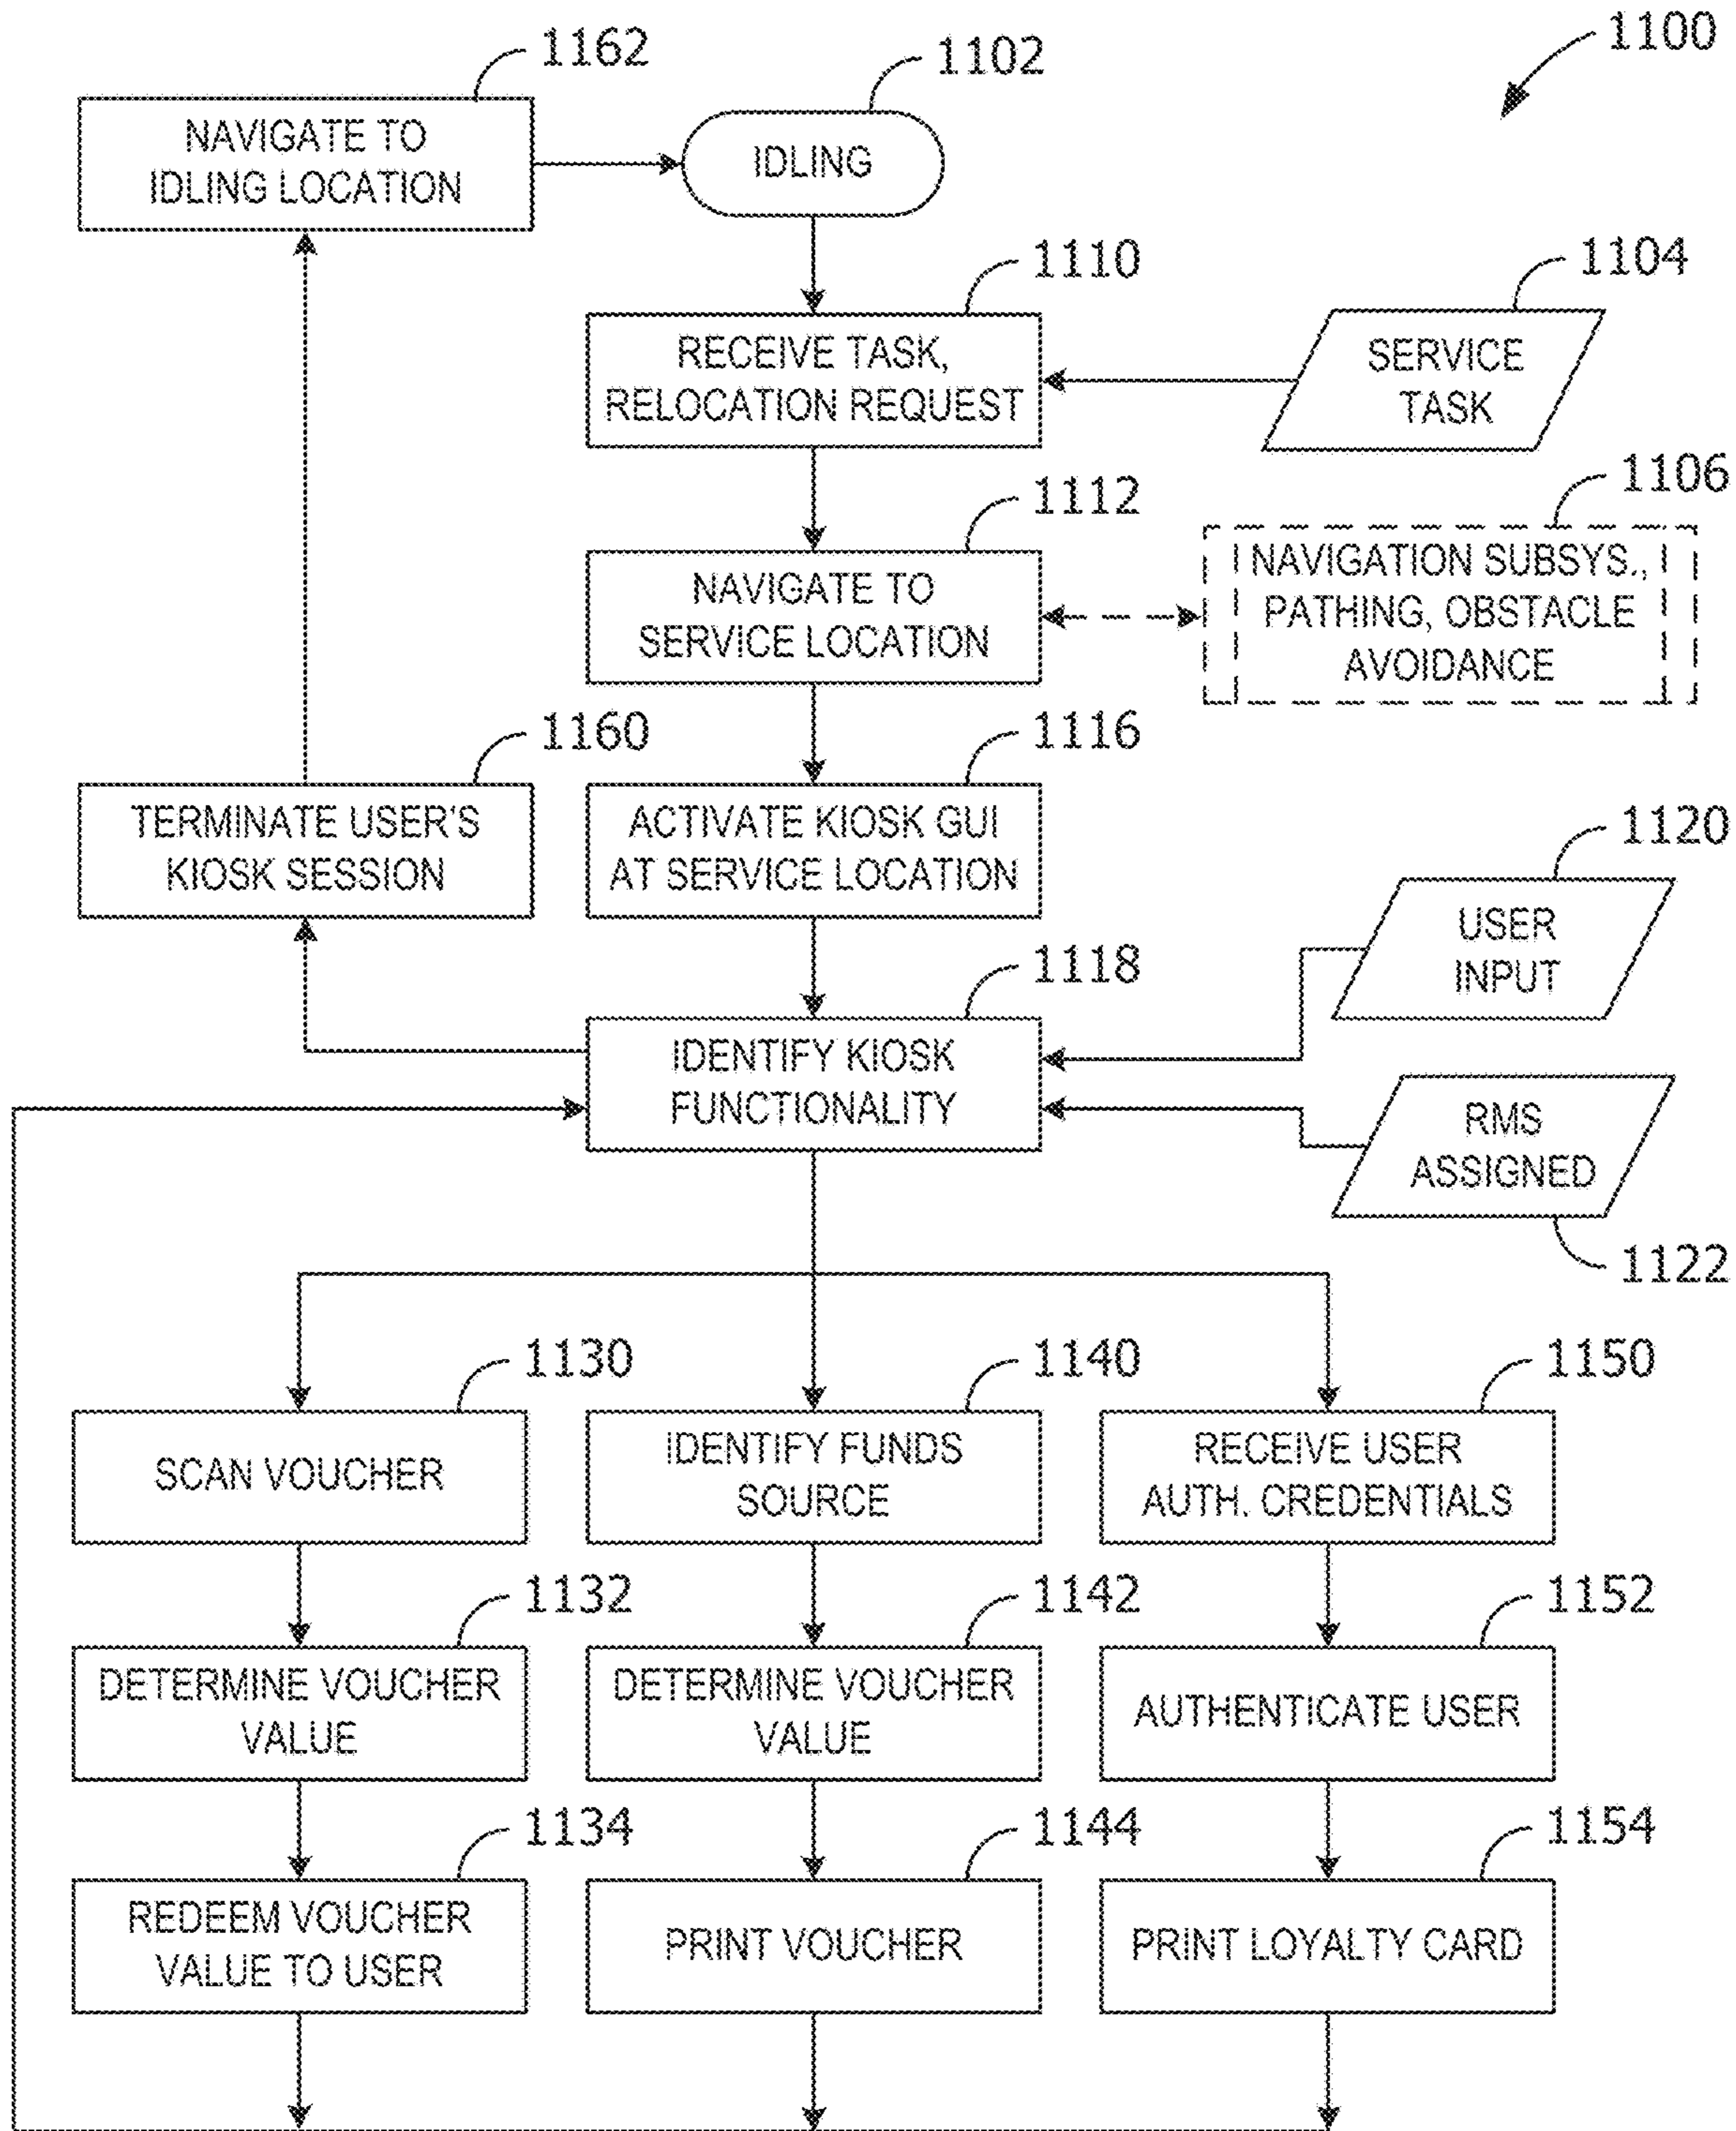 1100
1162
NAVIGATE TO
IDLING LOCATION
1102
IDLING
1110
RECEIVE TASK,
RELOCATION REQUEST
1104
SERVICE
TASK
1112
NAVIGATE TO
SERVICE LOCATION
1106
NAVIGATION SUBSYS.,
PATHING, OBSTACLE
AVOIDANCE
1160
TERMINATE USER'S
KIOSK SESSION
1116
ACTIVATE KIOSK GUI
AT SERVICE LOCATION
1120
USER
INPUT
1118
IDENTIFY KIOSK
FUNCTIONALITY
RMS
ASSIGNED
1122
1130
SCAN VOUCHER
1140
IDENTIFY FUNDS
SOURCE
1150
RECEIVE USER
AUTH. CREDENTIALS
1132
DETERMINE VOUCHER
VALUE
1142
DETERMINE VOUCHER
VALUE
1152
AUTHENTICATE USER
1134
REDEEM VOUCHER
VALUE TO USER
1144
PRINT VOUCHER
1154
PRINT LOYALTY CARD